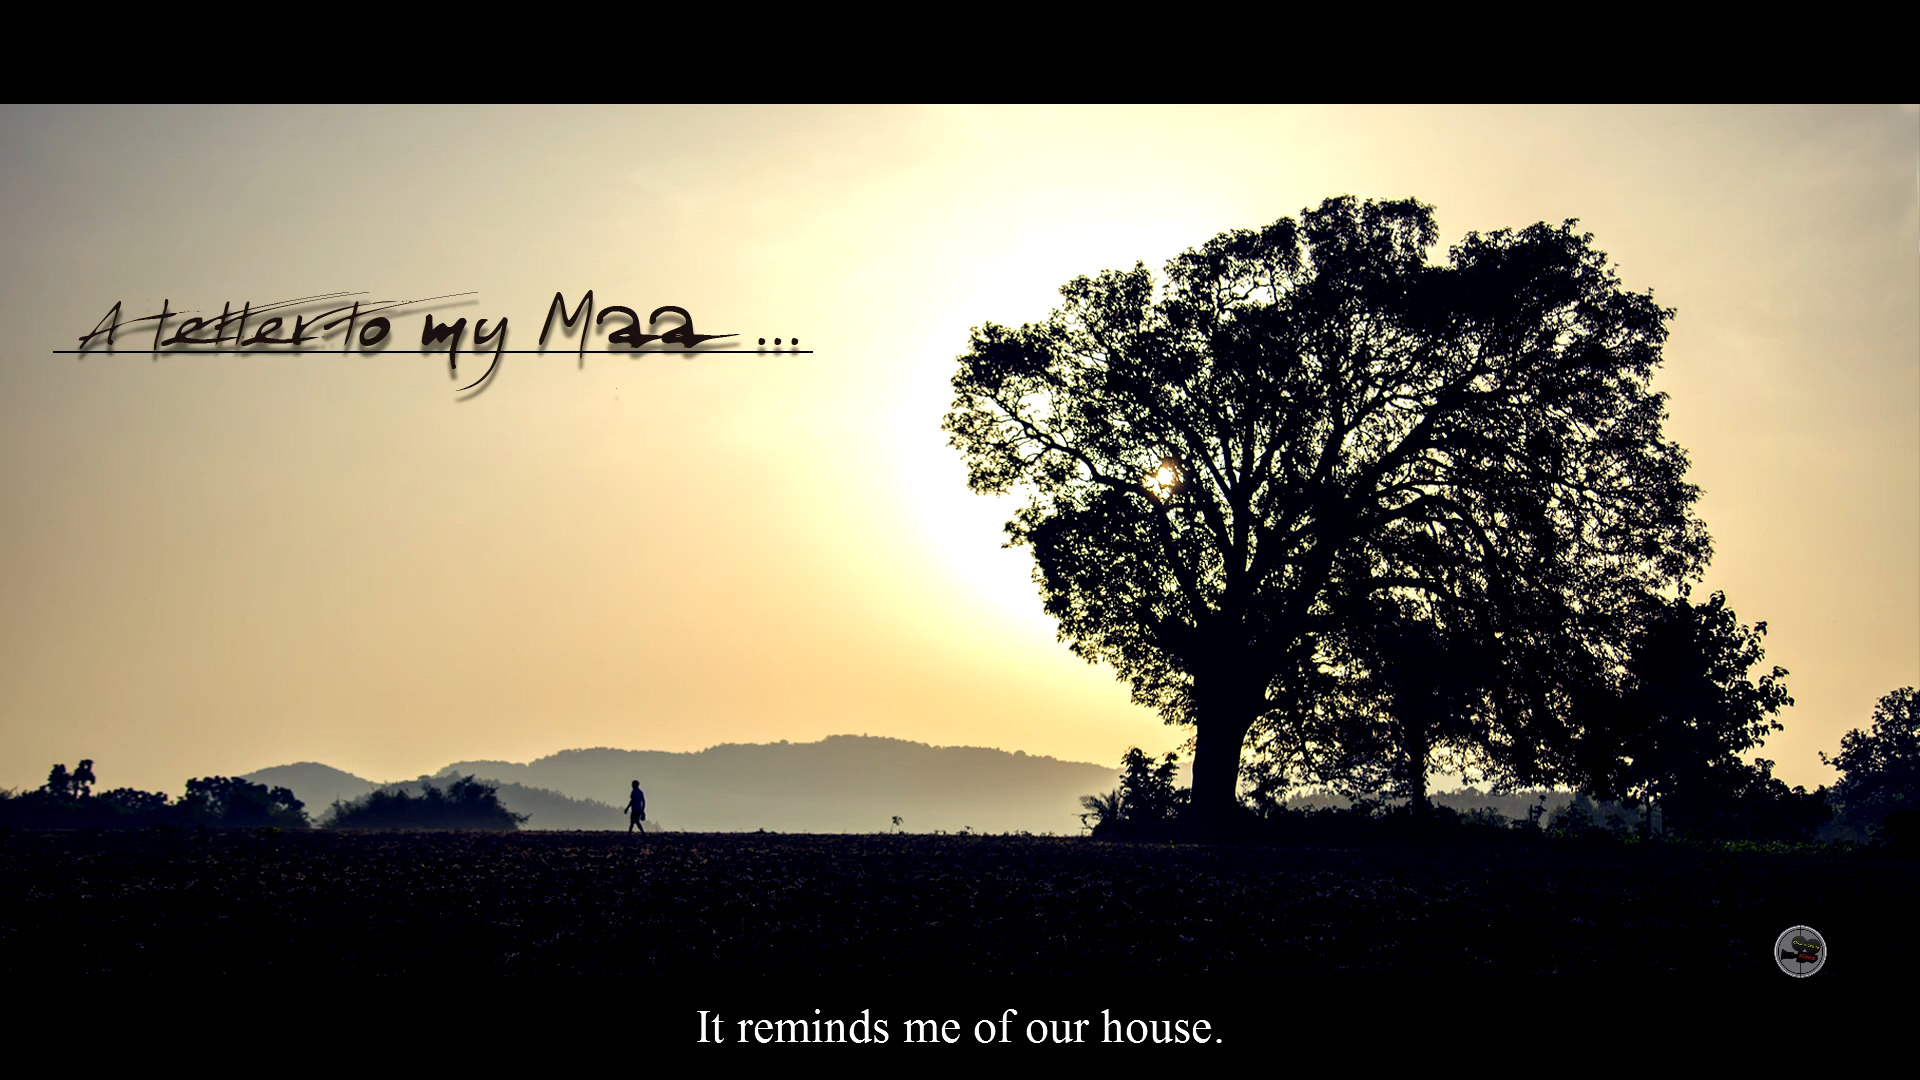 A letter to my Maa ...
It reminds me of our house.